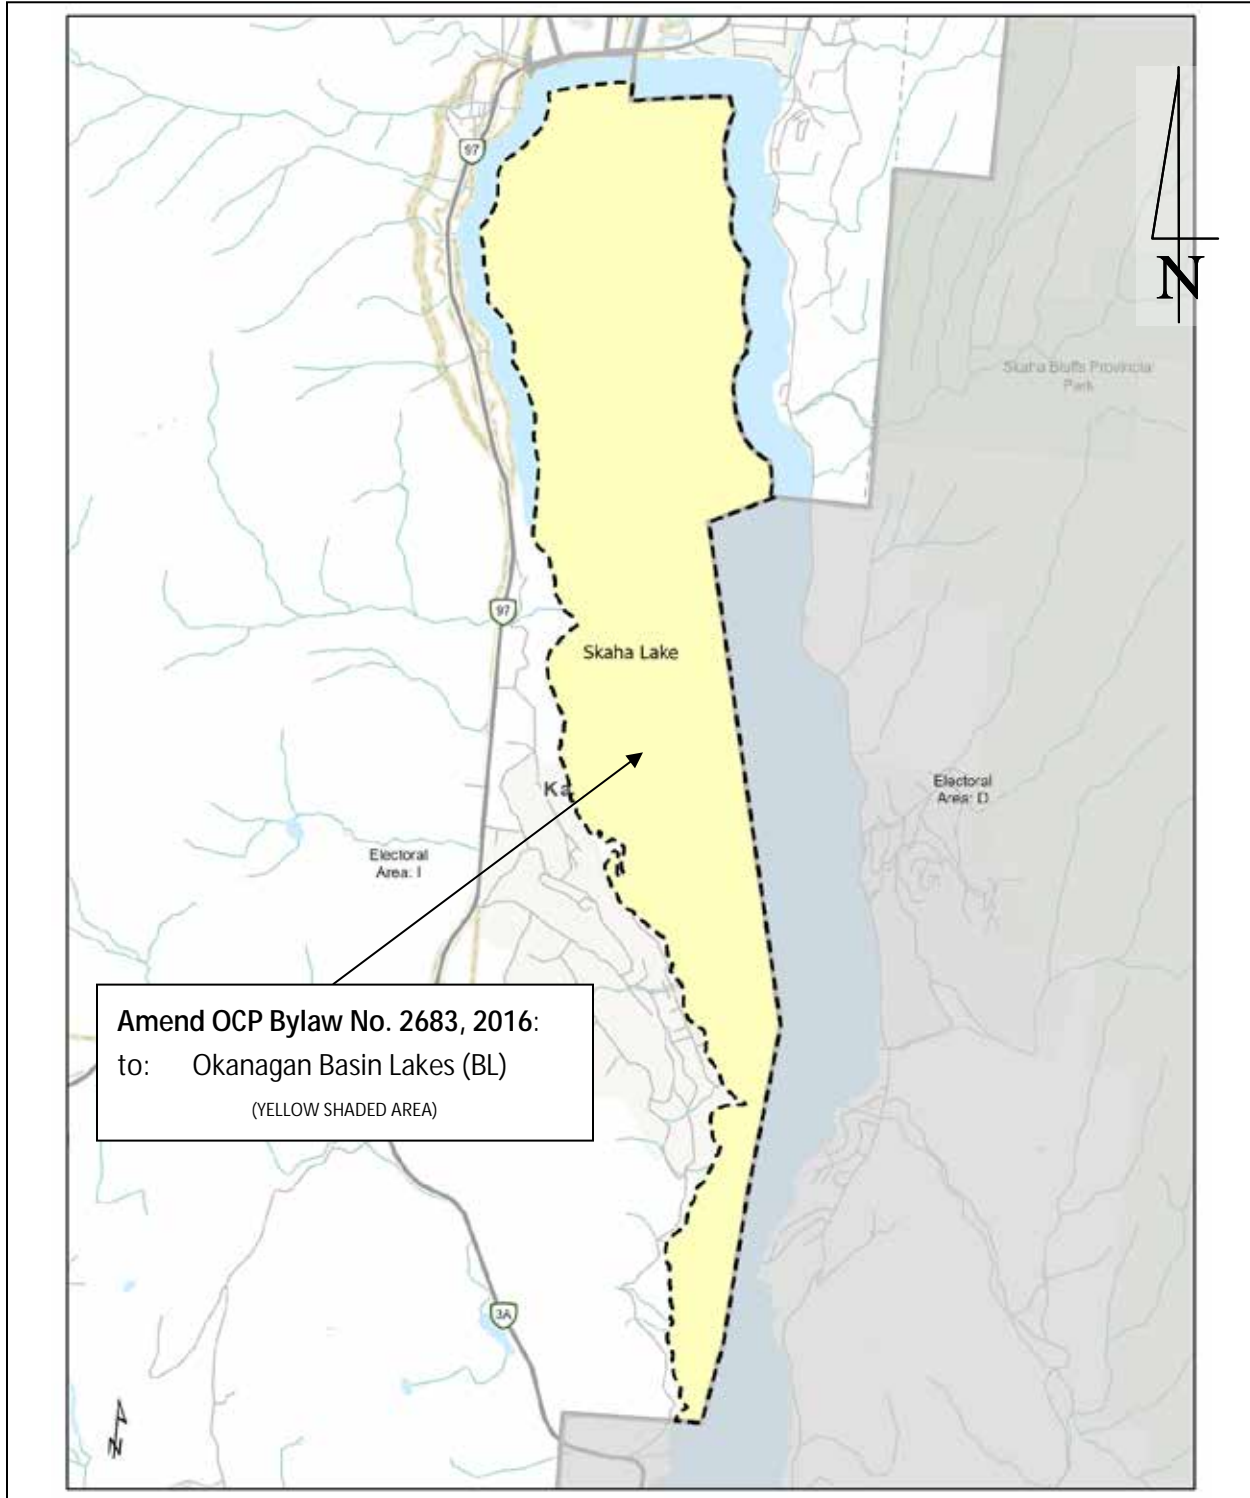 97
N
Skaha Bluffs Provincial
Park
97
Skaha Lake
Ka
Electoral
Area: D
Electoral
Area: I
Amend OCP Bylaw No. 2683, 2016:
to: Okanagan Basin Lakes (BL)
(YELLOW SHADED AREA)
3A
N